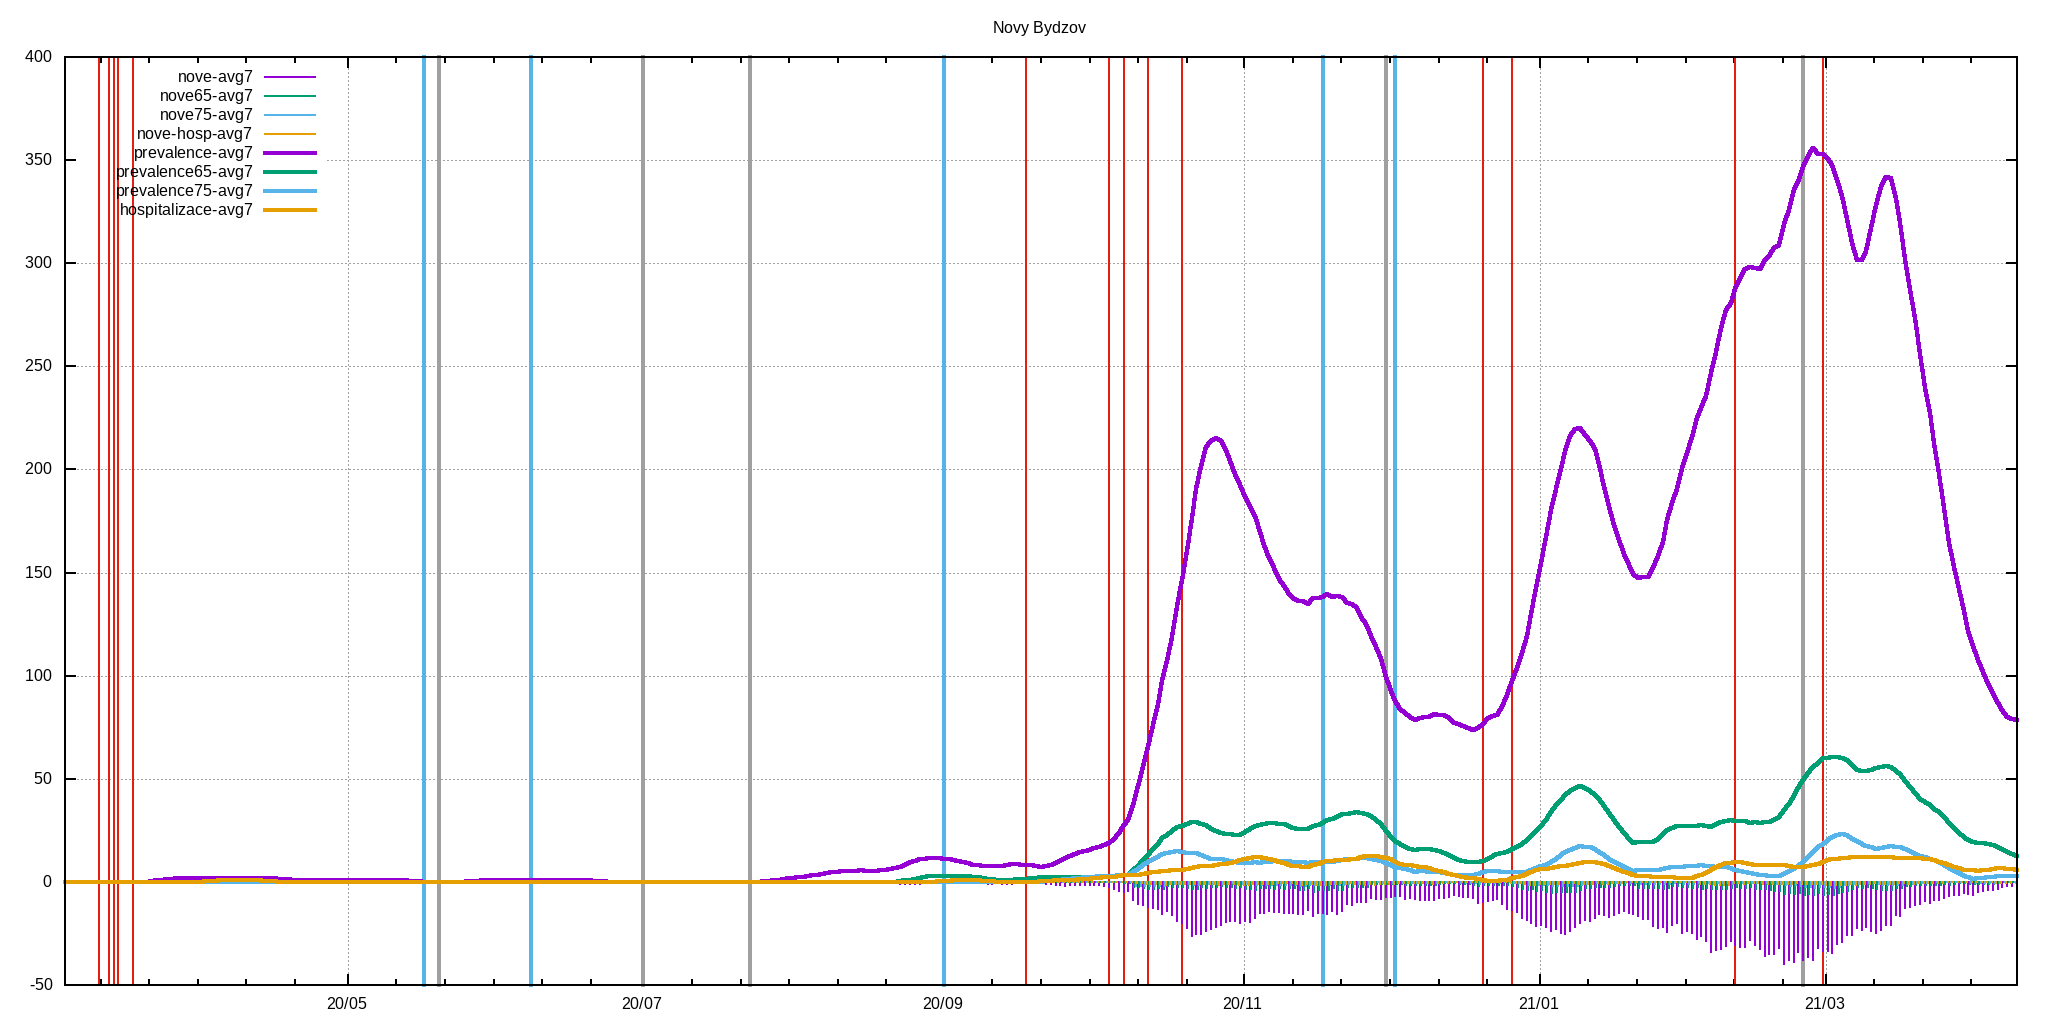 Novy Bydzov
400
350
300
250
200
150
100
50
0
-50
nove-avg7
nove65-avg7
nove75-avg7
nove-hosp-avg7
prevalence-avg7
prevalence65-avg7
prevalence75-avg7
hospitalizace-avg7
20/05 20/07 20/09 20/11 21/01 21/03